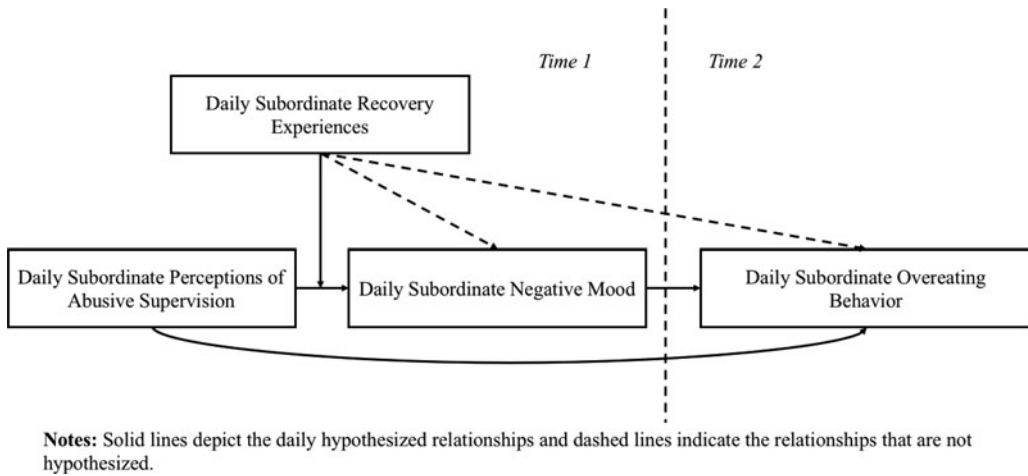 Time 1
Time 2
Daily Subordinate Recovery
Experiences
Daily Subordinate Perceptions of
Abusive Supervision
Daily Subordinate Negative Mood
Daily Subordinate Overeating
Behavior
Notes: Solid lines depict the daily hypothesized relationships and dashed lines indicate the relationships that are not
hypothesized.